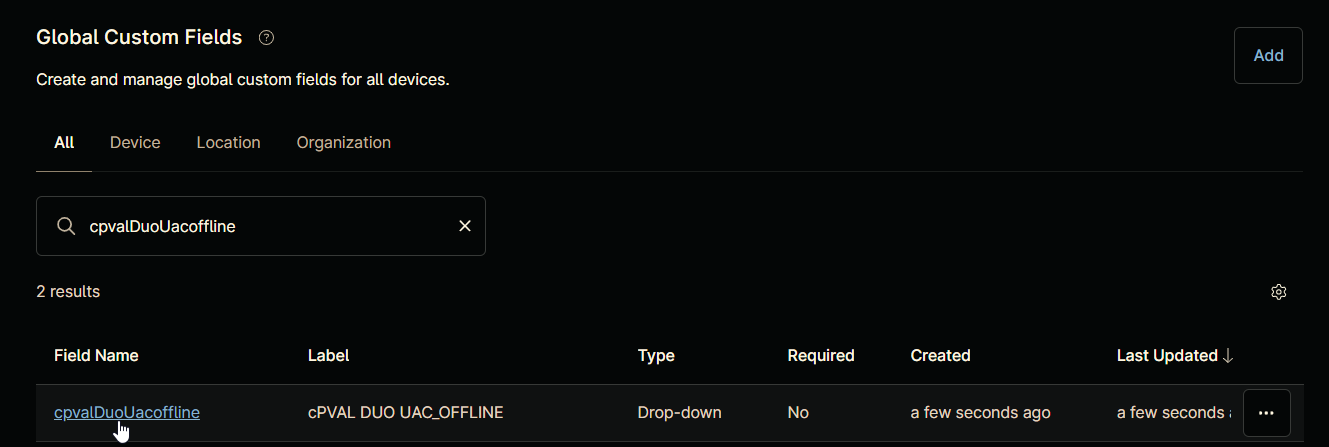 Global Custom Fields ?
Add
Create and manage global custom fields for all devices.
All Device Location Organization
cpvalDuoUacoffline
2 results
Field Name Label Type Required Created Last Updated
cpvalDuoUacoffline cPVAL DUO UAC_OFFLINE Drop-down No a few seconds ago a few seconds